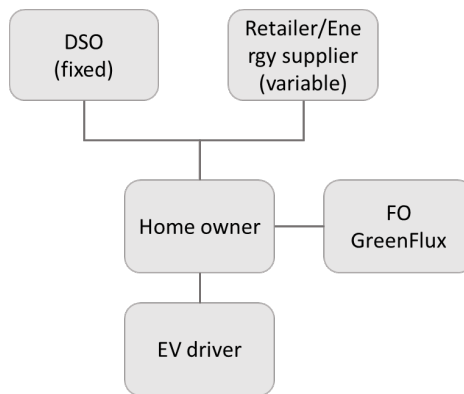 DSO
(fixed)
Retailer/Ene
rgy supplier
(variable)
Home owner
FO
GreenFlux
EV driver